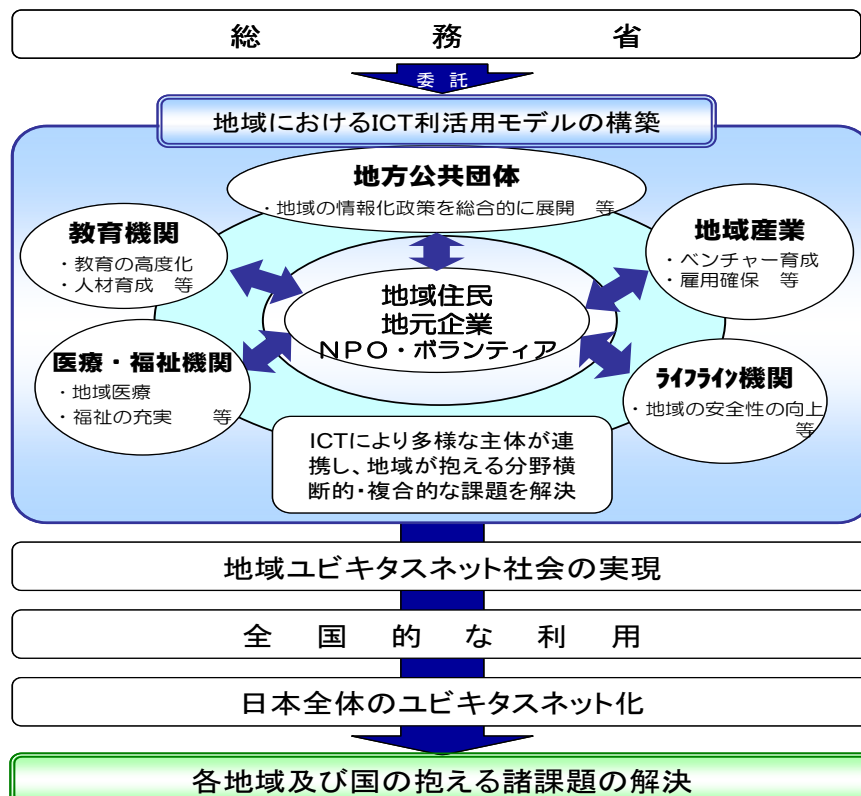 総務省
委託
地域におけるICT利活用モデルの構築
地方公共団体
・地域の情報化政策を総合的に展開　等
教育機関
・教育の高度化
・人材育成　等
地域産業
・ベンチャー育成
・雇用確保　等
地域住民
地元企業
ＮＰＯ・ボランティア
医療・福祉機関
・地域医療
・福祉の充実　等
ﾗｲﾌﾗｲﾝ機関
・地域の安全性の向上
等
ICTにより多様な主体が連
携し、地域が抱える分野横
断的・複合的な課題を解決
地域ユビキタスネット社会の実現
全国的な利用
日本全体のユビキタスネット化
各地域及び国の抱える諸課題の解決